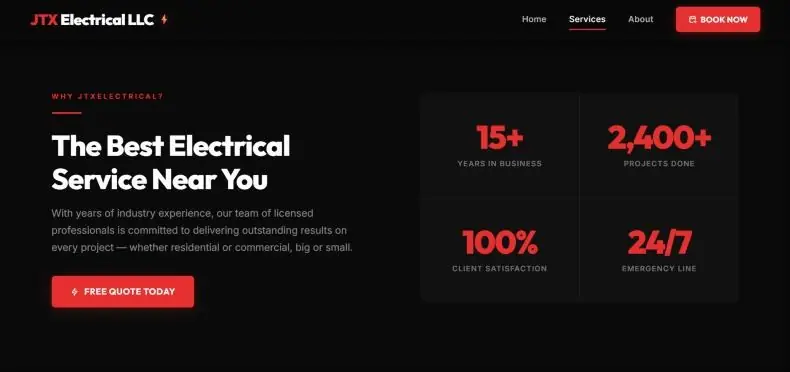 JTX Electrical LLC
Home Services About BOOK NOW
WHY JTXELECTRICAL?
The Best Electrical
Service Near You
With years of industry experience, our team of licensed
professionals is committed to delivering outstanding results on
every project — whether residential or commercial, big or small.
FREE QUOTE TODAY
15+
YEARS IN BUSINESS
2,400+
PROJECTS DONE
100%
CLIENT SATISFACTION
24/7
EMERGENCY LINE